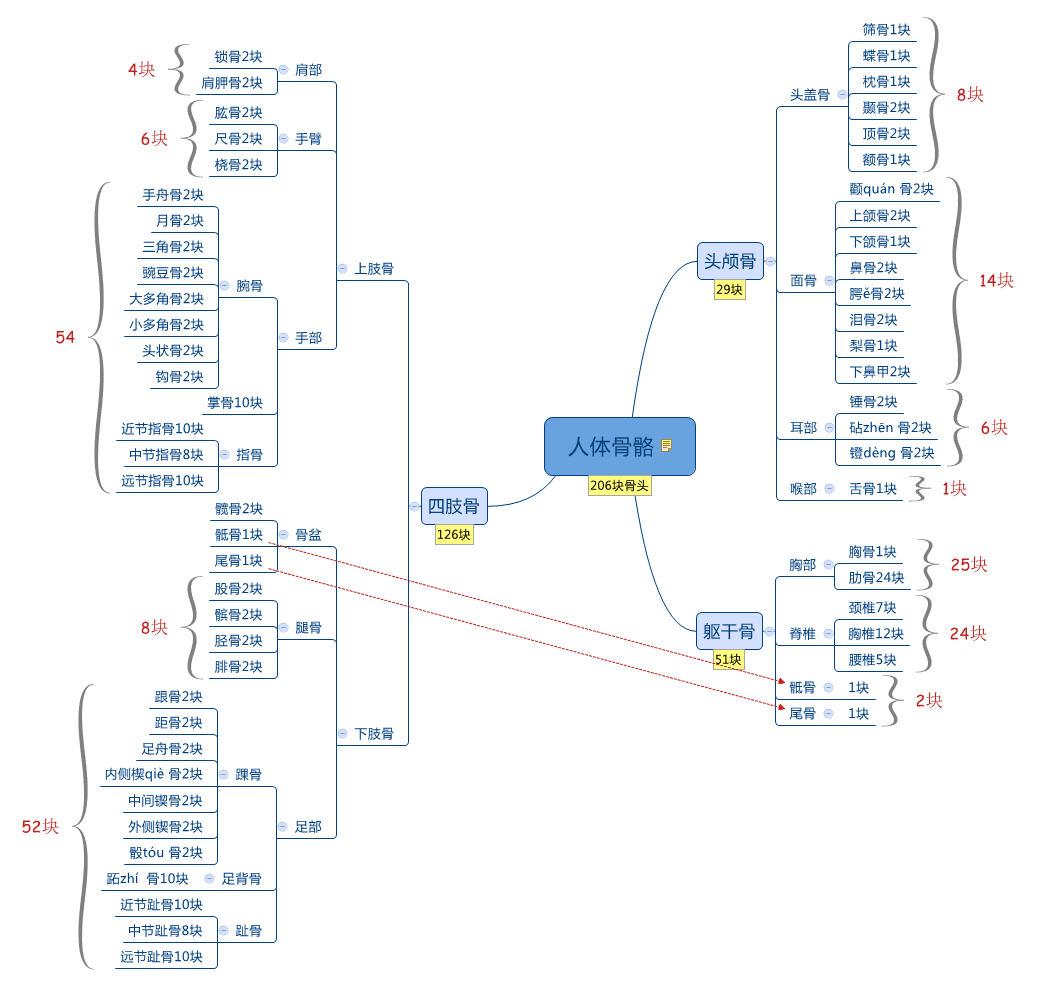 人体骨骼
206块骨头
头颅骨
29块
头盖骨
筛骨1块
蝶骨1块
枕骨1块
颞骨2块
顶骨2块
额骨1块
8块
面骨
颧quán 骨2块
上颌骨2块
下颌骨1块
鼻骨2块
腭ě骨2块
泪骨2块
梨骨1块
下鼻甲2块
14块
耳部
锤骨2块
砧zhēn 骨2块
镫dèng 骨2块
6块
喉部
舌骨1块
1块
躯干骨
51块
胸部
胸骨1块
肋骨24块
25块
脊椎
颈椎7块
胸椎12块
腰椎5块
24块
骶骨
1块
尾骨
1块
2块
四肢骨
126块
上肢骨
肩部
锁骨2块
肩胛骨2块
4块
手臂
肱骨2块
尺骨2块
桡骨2块
6块
手部
腕骨
手舟骨2块
月骨2块
三角骨2块
豌豆骨2块
大多角骨2块
小多角骨2块
头状骨2块
钩骨2块
掌骨10块
指骨
近节指骨10块
中节指骨8块
远节指骨10块
54
下肢骨
骨盆
髋骨2块
骶骨1块
尾骨1块
腿骨
股骨2块
髌骨2块
胫骨2块
腓骨2块
8块
足部
踝骨
跟骨2块
距骨2块
足舟骨2块
内侧楔qiè 骨2块
中间锲骨2块
外侧锲骨2块
骰tóu 骨2块
足背骨
跖zhí  骨10块
趾骨
近节趾骨10块
中节趾骨8块
远节趾骨10块
52块